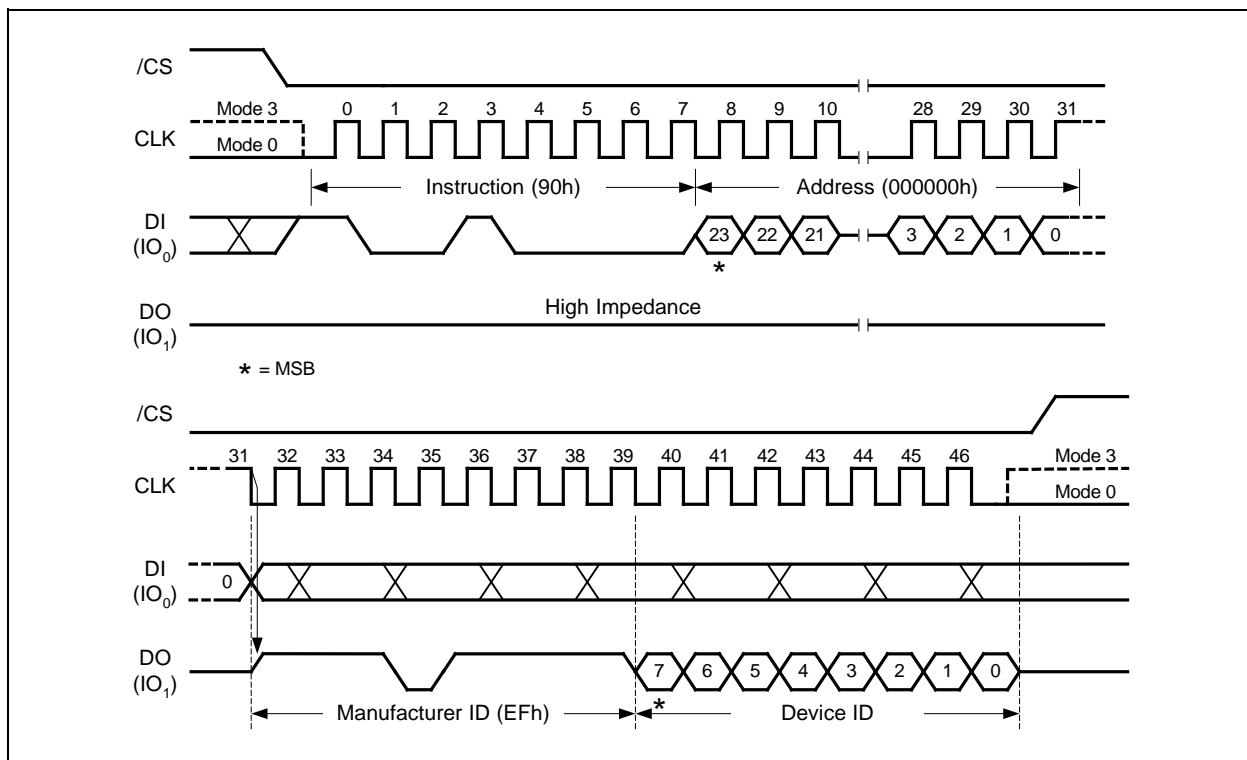 /CS
Mode 3 0 1 2 3 4 5 6 7 8 9 10 28 29 30 31
CLK
Mode 0
Instruction (90h) Address (000000h)
DI
(IO0) 23 22 21 3 2 1 0
*
DO
(IO1)
High Impedance
* = MSB
/CS
31 32 33 34 35 36 37 38 39 40 41 42 43 44 45 46 Mode 3
CLK
Mode 0
DI
(IO0) 0
DO
(IO1) 7 6 5 4 3 2 1 0
*
Manufacturer ID (EFh) Device ID